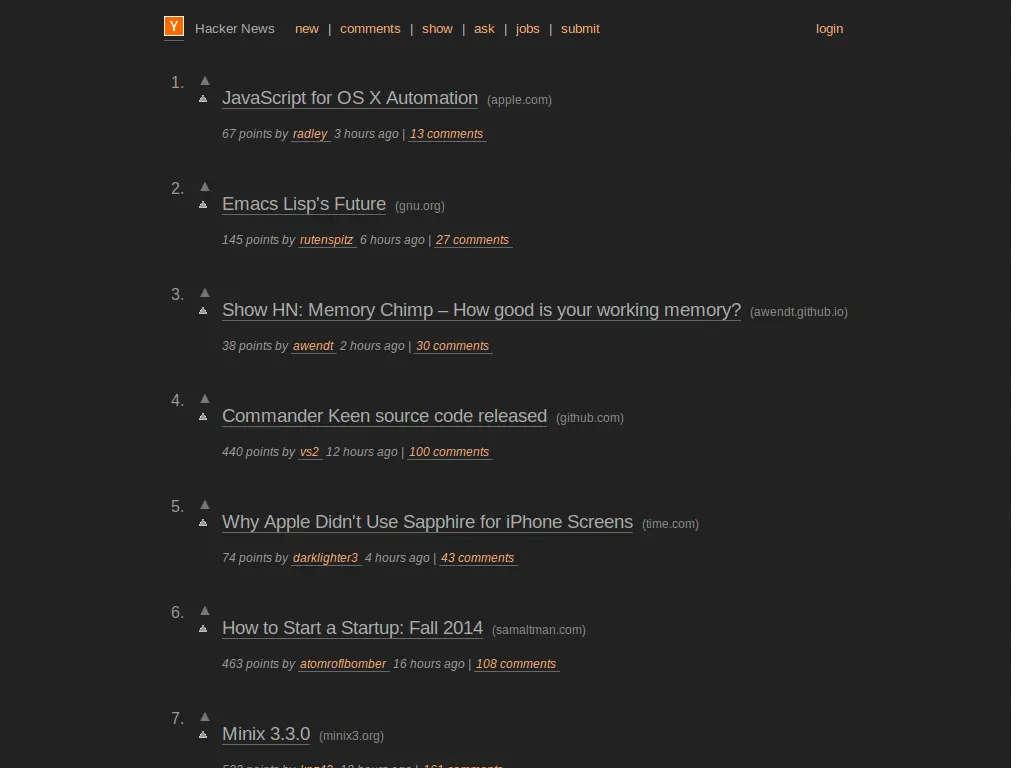 Y Hacker News new | comments | show | ask | jobs | submit login
1. JavaScript for OS X Automation (apple.com)
67 points by radley 3 hours ago | 13 comments
2. Emacs Lisp's Future (gnu.org)
145 points by rutenspitz 6 hours ago | 27 comments
3. Show HN: Memory Chimp – How good is your working memory? (awendt.github.io)
38 points by awendt 2 hours ago | 30 comments
4. Commander Keen source code released (github.com)
440 points by vs2 12 hours ago | 100 comments
5. Why Apple Didn't Use Sapphire for iPhone Screens (time.com)
74 points by darklighter3 4 hours ago | 43 comments
6. How to Start a Startup: Fall 2014 (samaltman.com)
463 points by atomroflbomber 16 hours ago | 108 comments
7. Minix 3.3.0 (minix3.org)
points by hours ago | comments